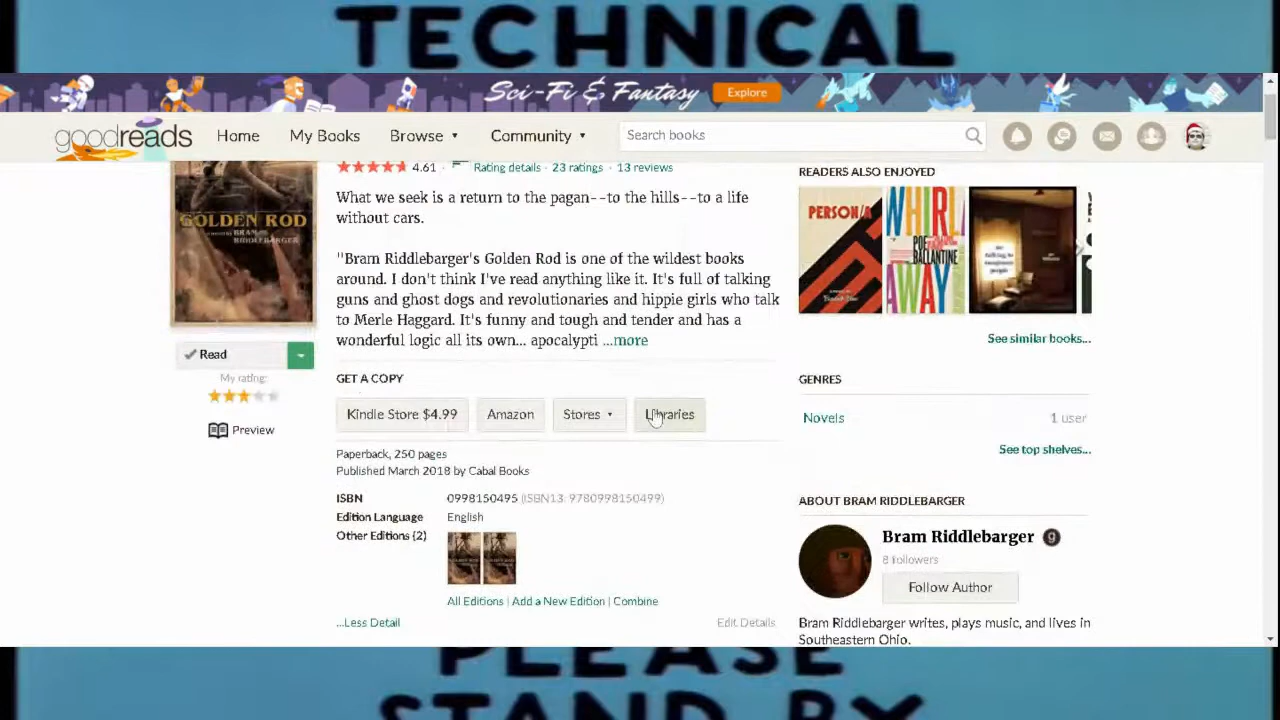 TECHNICAL
Sci-Fi & Fantasy Explore
goodreads Home My Books Browse Community Search books
4.61 Rating details · 23 ratings · 13 reviews
What we seek is a return to the pagan--to the hills--to a life
without cars.
"Bram Riddlebarger's Golden Rod is one of the wildest books
around. I don't think I've read anything like it. It's full of talking
guns and ghost dogs and revolutionaries and hippie girls who talk
to Merle Haggard. It's funny and tough and tender and has a
wonderful logic all its own... apocalypti ...more
GOLDEN ROD
BRAM
RIDDLEBARGER
Read
My rating:
Preview
GET A COPY
Kindle Store $4.99 Amazon Stores Libraries
Paperback, 250 pages
Published March 2018 by Cabal Books
ISBN 0998150495 (ISBN13: 9780998150499)
Edition Language English
Other Editions (2)
All Editions | Add a New Edition | Combine
...Less Detail Edit Details
READERS ALSO ENJOYED
PERSON/A
WHIRL
POE
BALLANTINE
AWAY
See similar books...
GENRES
Novels 1 user
See top shelves...
ABOUT BRAM RIDDLEBARGER
Bram Riddlebarger g
8 followers
Follow Author
Bram Riddlebarger writes, plays music, and lives in
Southeastern Ohio.
PLEASE
STAND BY